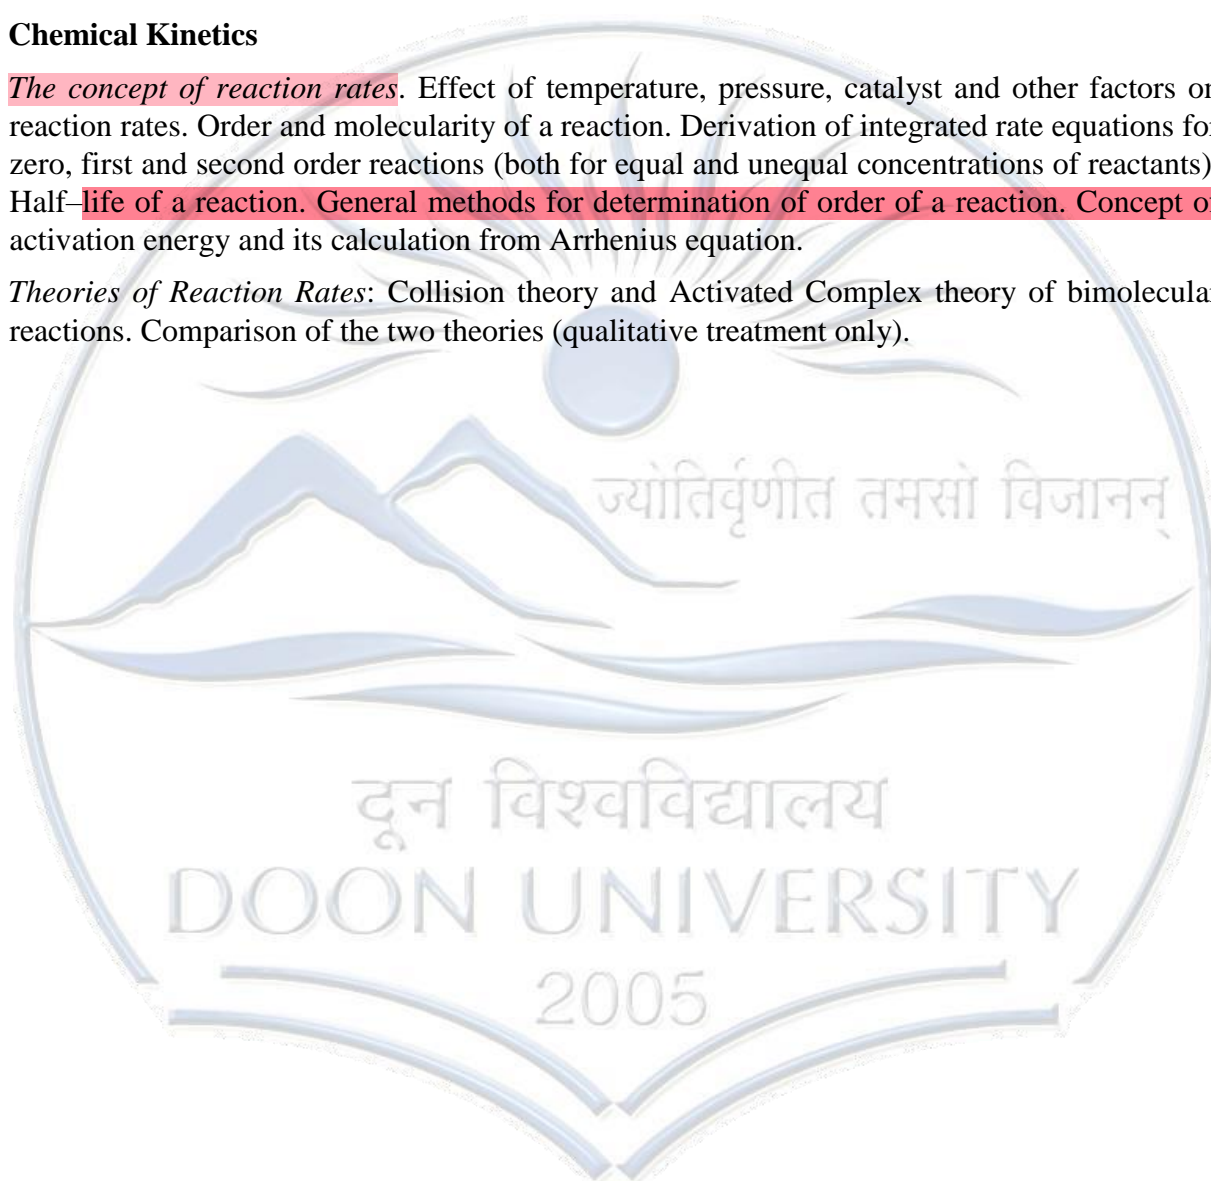 Chemical Kinetics
The concept of reaction rates. Effect of temperature, pressure, catalyst and other factors on
reaction rates. Order and molecularity of a reaction. Derivation of integrated rate equations for
zero, first and second order reactions (both for equal and unequal concentrations of reactants)
Half–life of a reaction. General methods for determination of order of a reaction. Concept of
activation energy and its calculation from Arrhenius equation.
Theories of Reaction Rates: Collision theory and Activated Complex theory of bimolecular
reactions. Comparison of the two theories (qualitative treatment only).
ज्योतिर्वृणीत तमसो विजानन्
दून विश्वविद्यालय
DOON UNIVERSITY
2005